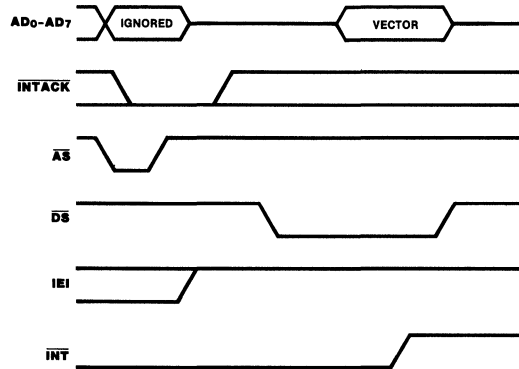 AD₀-AD₇
IGNORED
VECTOR
INTACK
AS
DS
IEI
INT